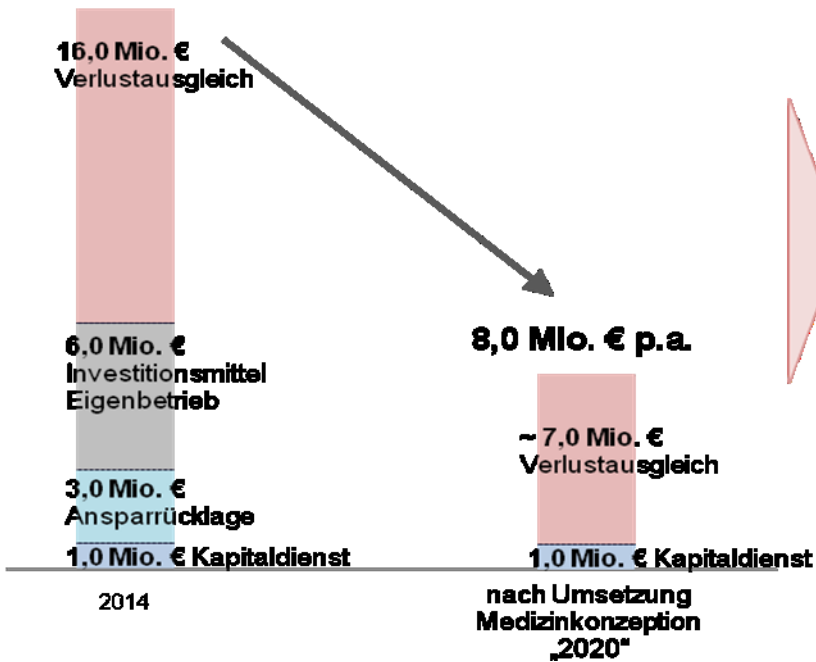 16,0 Mio. €
Verlustausgleich
6,0 Mio. €
Investitionsmittel
Eigenbetrieb
3,0 Mio. €
Ansparrücklage
1,0 Mio. € Kapitaldienst
2014
8,0 Mio. € p.a.
~ 7,0 Mio. €
Verlustausgleich
1,0 Mio. € Kapitaldienst
nach Umsetzung
Medizinkonzeption
„2020“